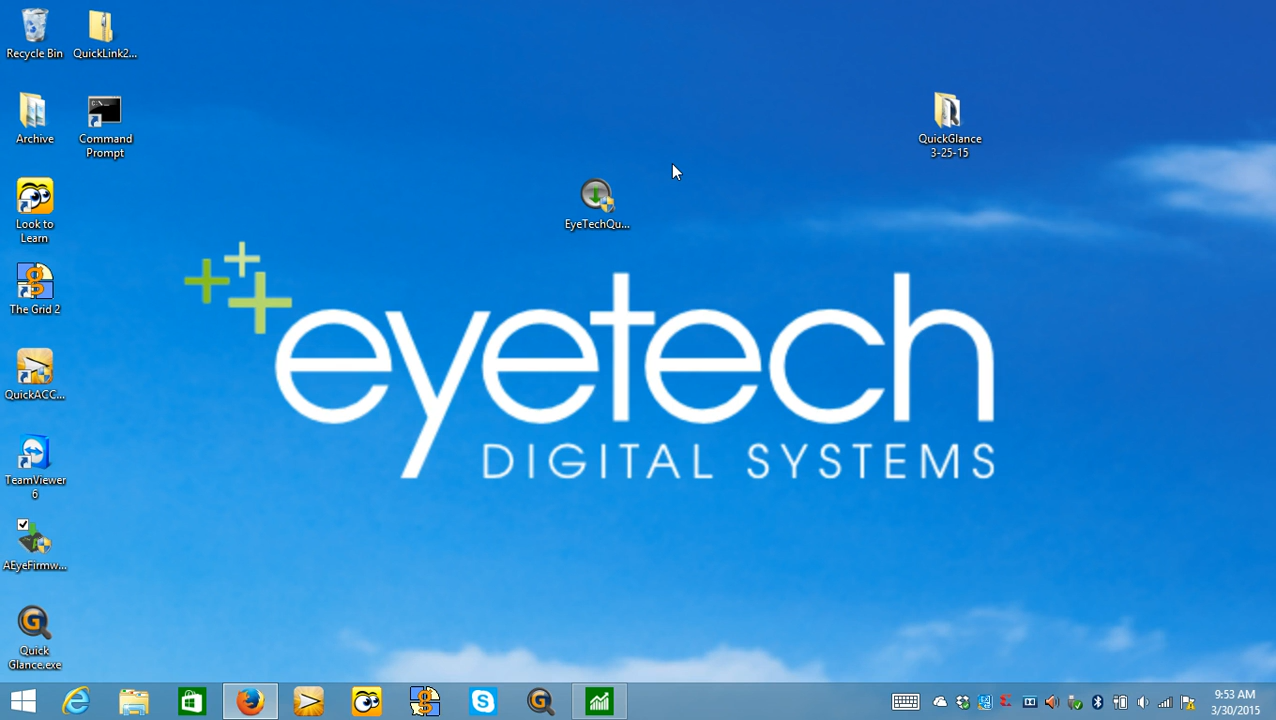 Recycle Bin
QuickLink2...
Archive
Command
Prompt
QuickGlance
3-25-15
Look to
Learn
EyeTechQu...
The Grid 2
eyetech
DIGITAL SYSTEMS
QuickACC...
TeamViewer
6
AEyeFirmw...
Quick
Glance.exe
9:53 AM
3/30/2015